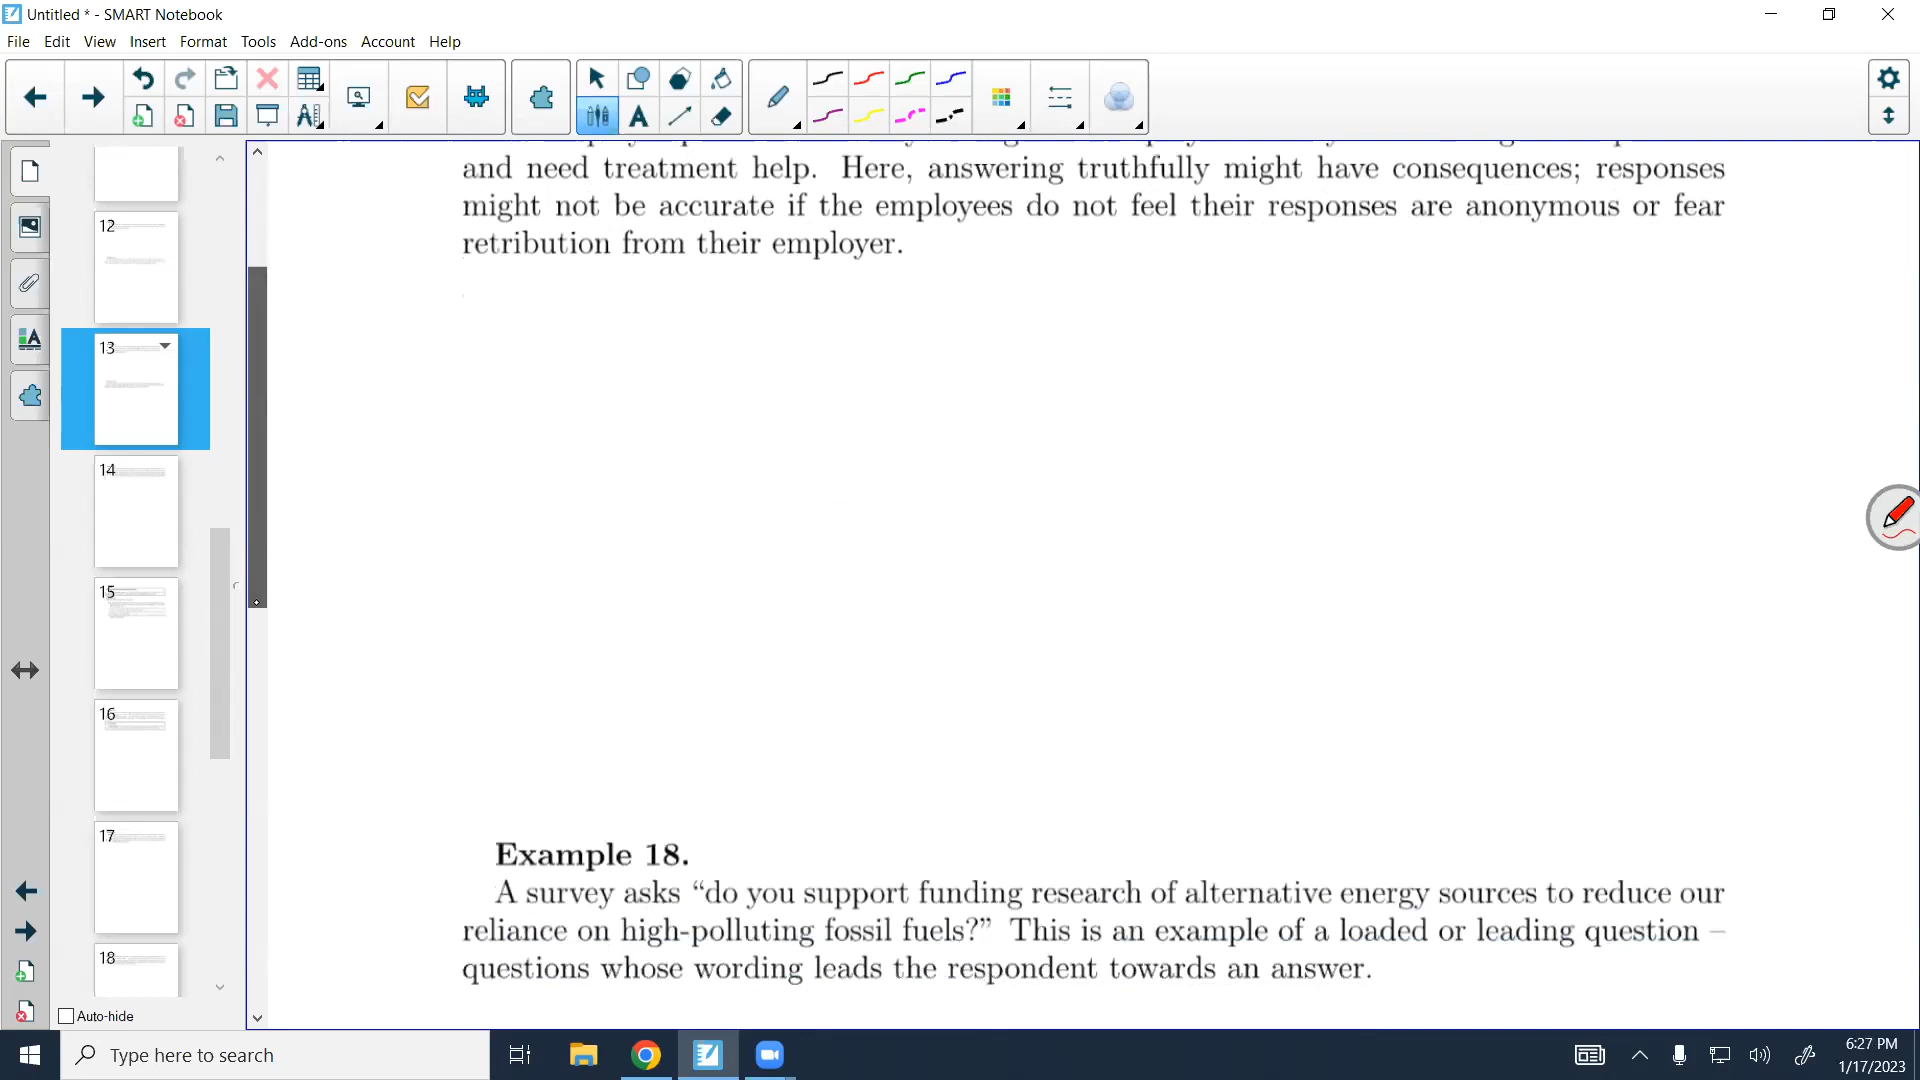 Untitled * - SMART Notebook
File Edit View Insert Format Tools Add-ons Account Help
and need treatment help. Here, answering truthfully might have consequences; responses
might not be accurate if the employees do not feel their responses are anonymous or fear
retribution from their employer.
12
13
14
15
16
17
18
Example 18.
A survey asks “do you support funding research of alternative energy sources to reduce our
reliance on high-polluting fossil fuels?” This is an example of a loaded or leading question –
questions whose wording leads the respondent towards an answer.
Auto-hide
Type here to search
6:27 PM
1/17/2023